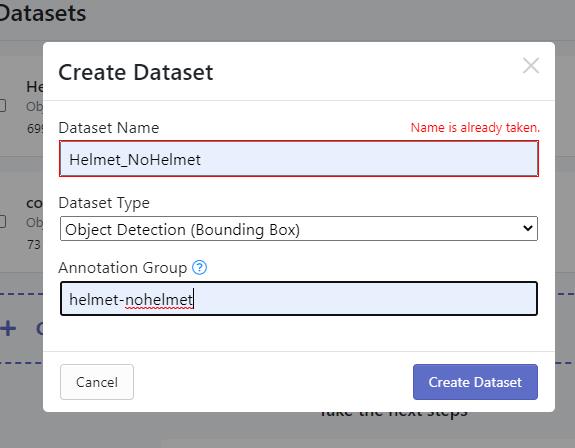 Datasets
Create Dataset
Dataset Name
Name is already taken.
Helmet_NoHelmet
Dataset Type
Object Detection (Bounding Box)
Annotation Group ?
helmet-nohelmet
Cancel
Create Dataset
He
Ob
699
co
Ob
73
+
Take the next steps